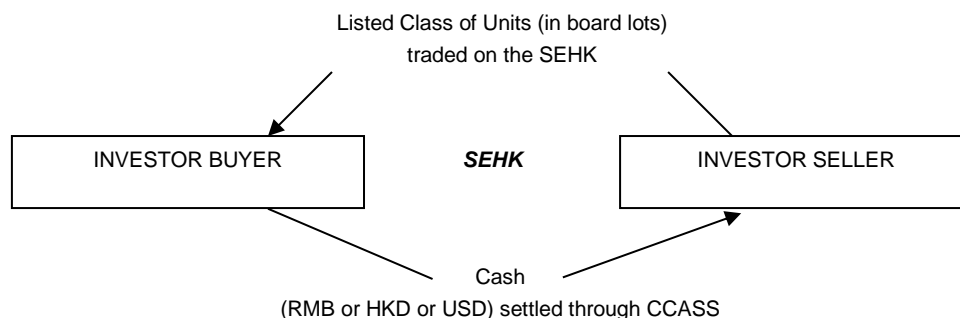 Listed Class of Units (in board lots)
traded on the SEHK
INVESTOR BUYER
SEHK
INVESTOR SELLER
Cash
(RMB or HKD or USD) settled through CCASS